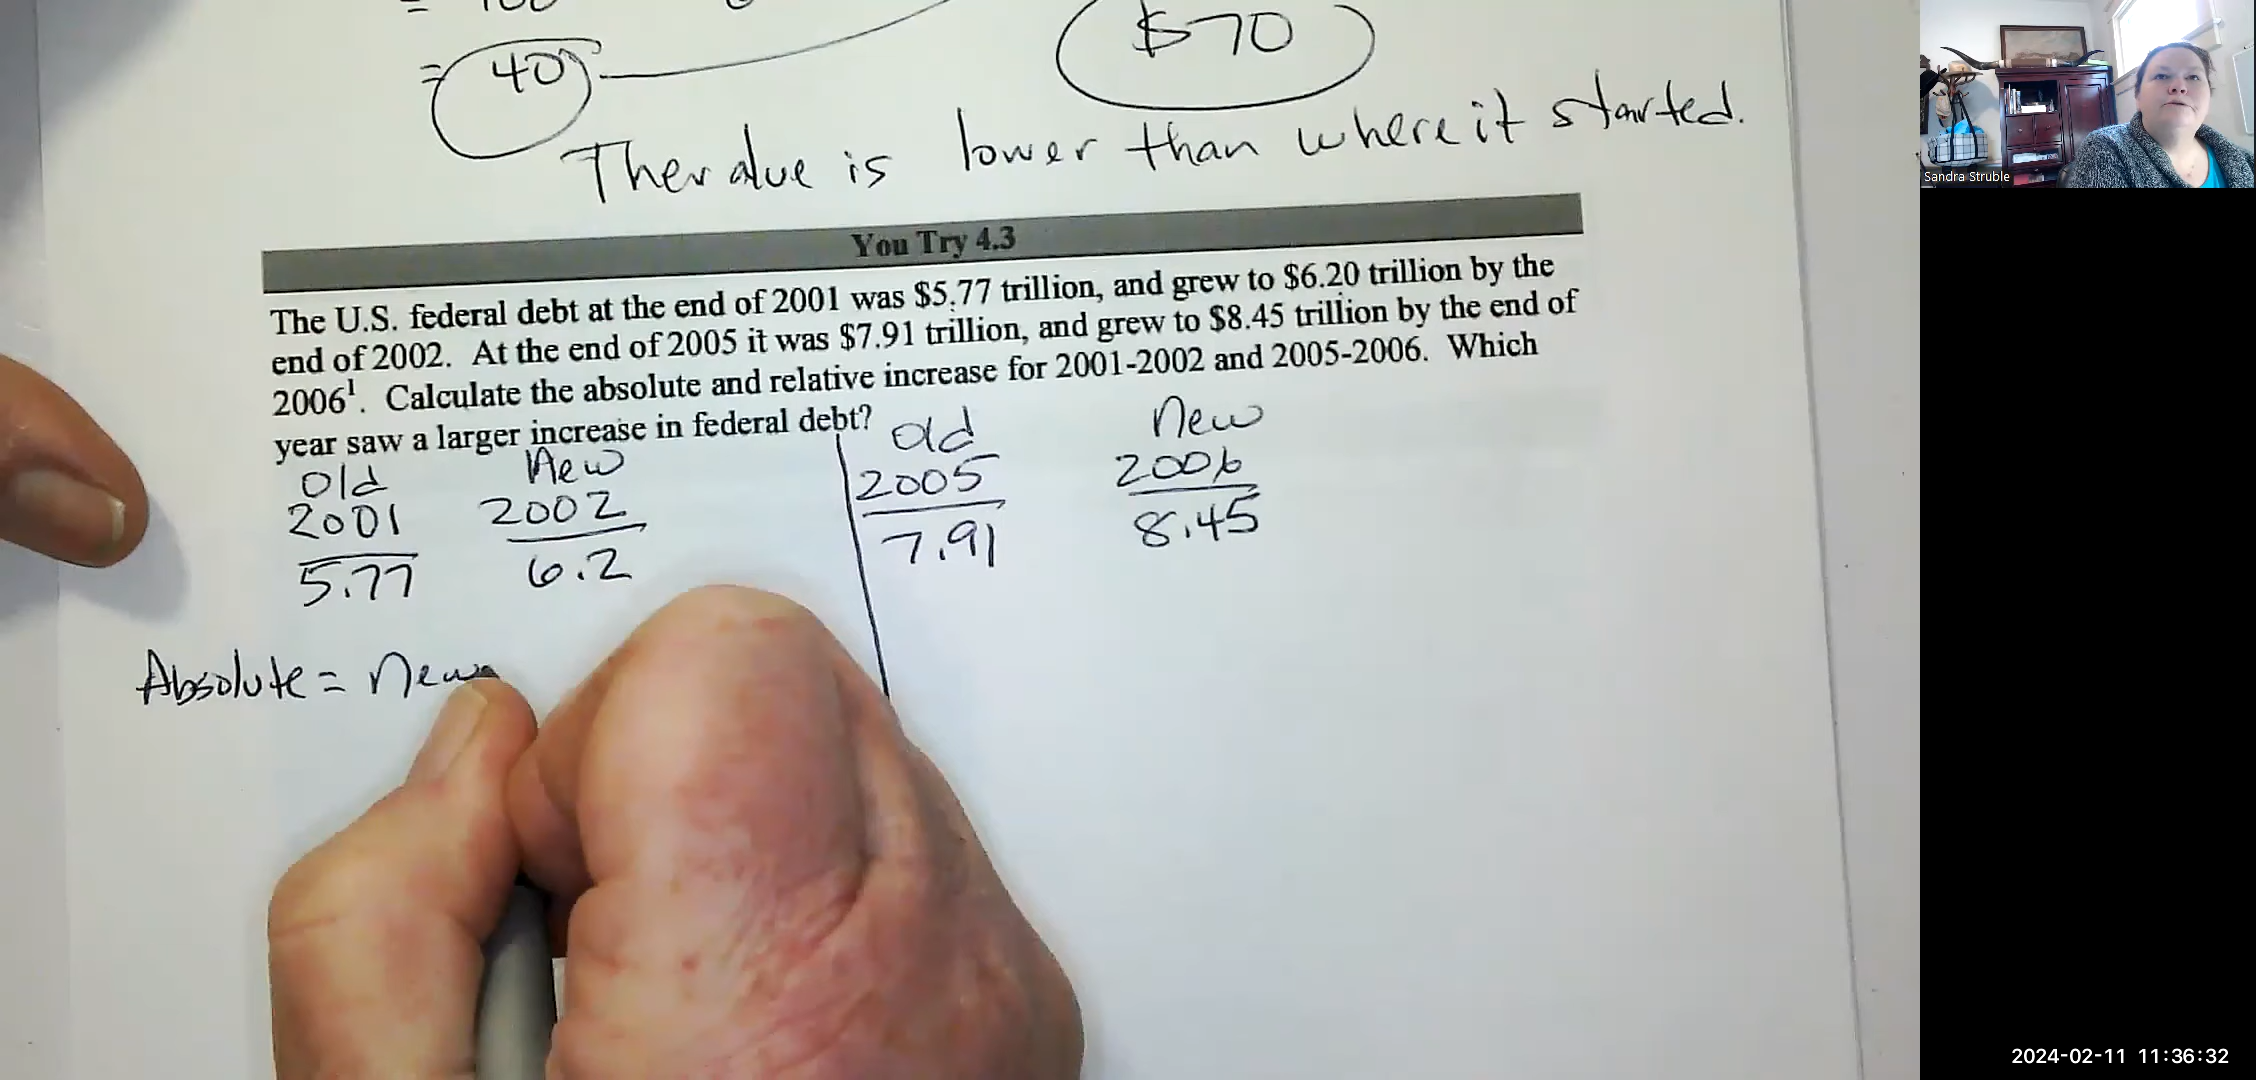 = 100
= 40
$70
The value is lower than where it started.
You Try 4.3
The U.S. federal debt at the end of 2001 was $5.77 trillion, and grew to $6.20 trillion by the
end of 2002. At the end of 2005 it was $7.91 trillion, and grew to $8.45 trillion by the end of
2006¹. Calculate the absolute and relative increase for 2001-2002 and 2005-2006. Which
year saw a larger increase in federal debt?
Old New
2001 2002
5.77 6.2
Old New
2005 2006
7.91 8.45
Absolute = new
Sandra Struble
2024-02-11 11:36:32